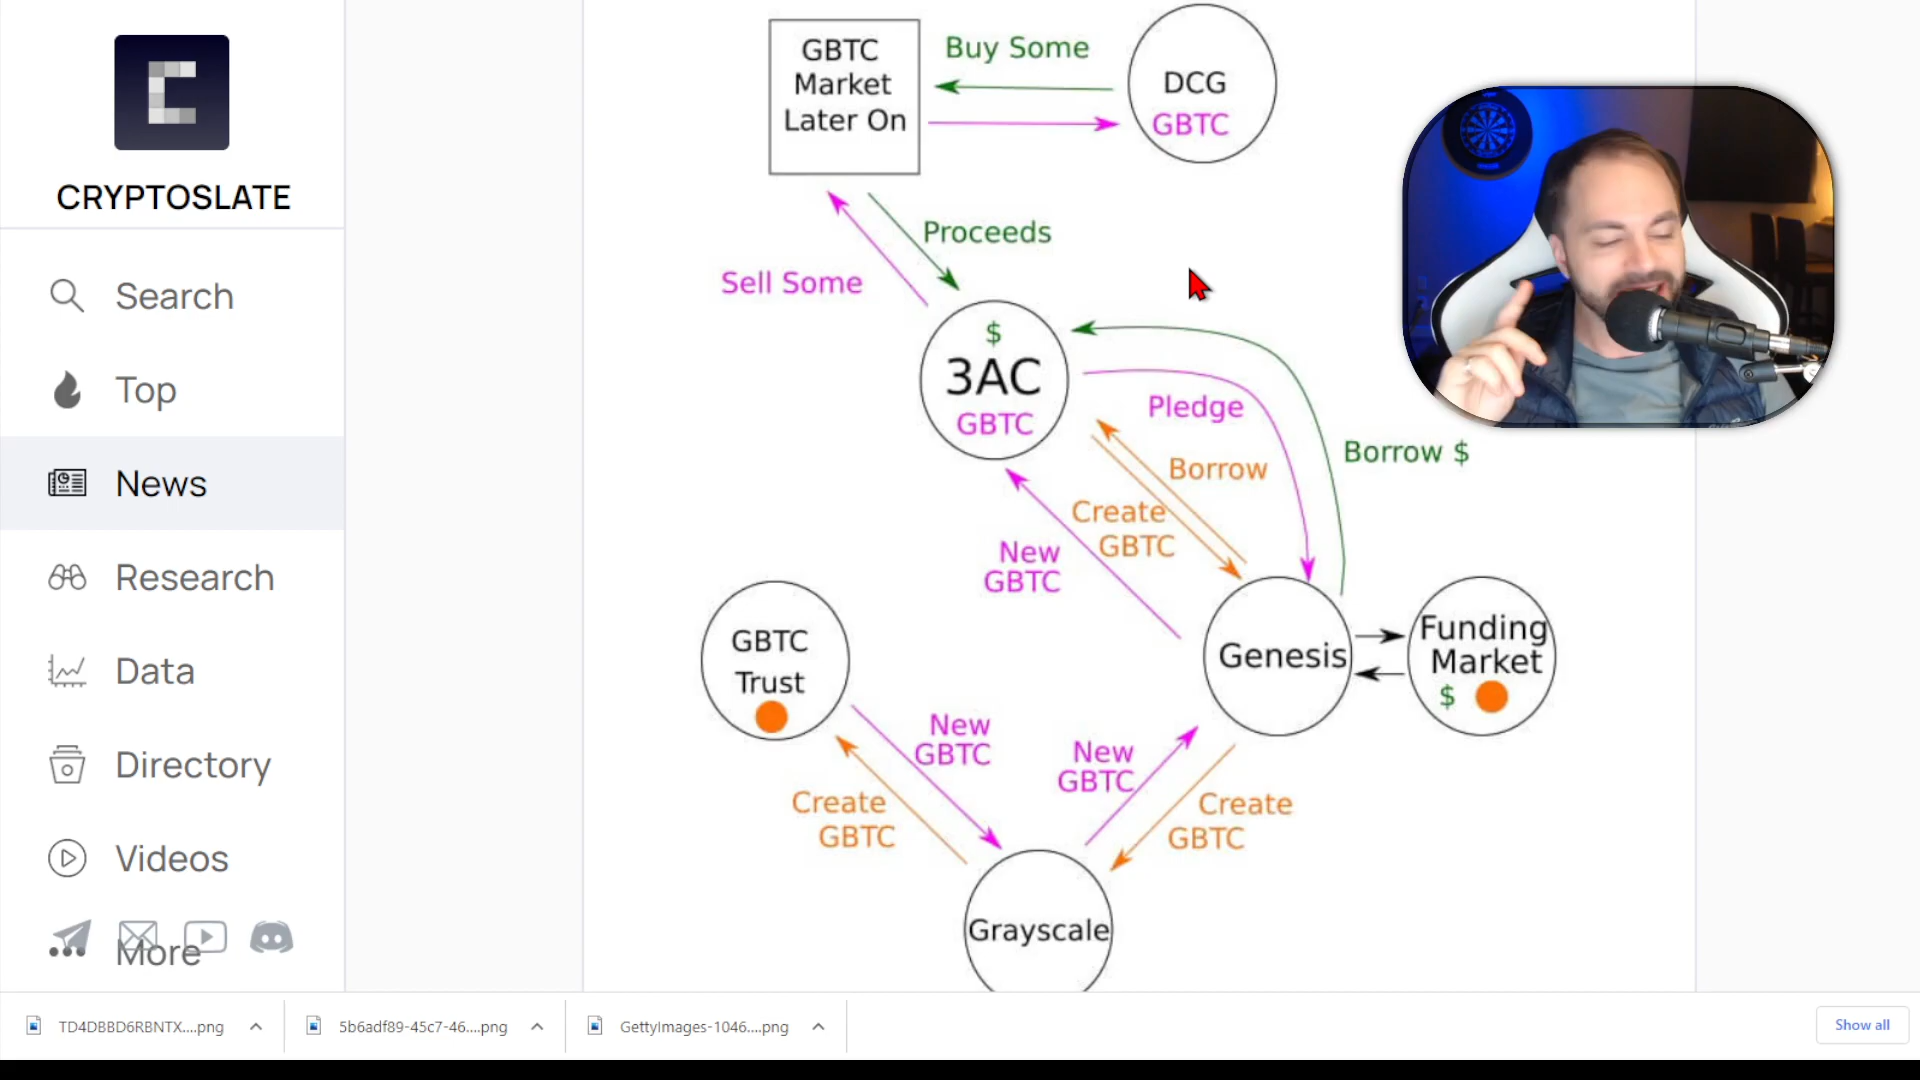 CRYPTOSLATE
Search
Top
News
Research
Data
Directory
Videos
More
GBTC
Market
Later On
Buy Some
DCG
GBTC
Proceeds
Sell Some
$
3AC
GBTC
Pledge
Borrow $
Borrow
Create
GBTC
New
GBTC
GBTC
Trust
Genesis
Funding
Market
$
New
GBTC
New
GBTC
Create
GBTC
Create
GBTC
Grayscale
TD4DBBD6RBNTX....png
5b6adf89-45c7-46....png
GettyImages-1046....png
Show all